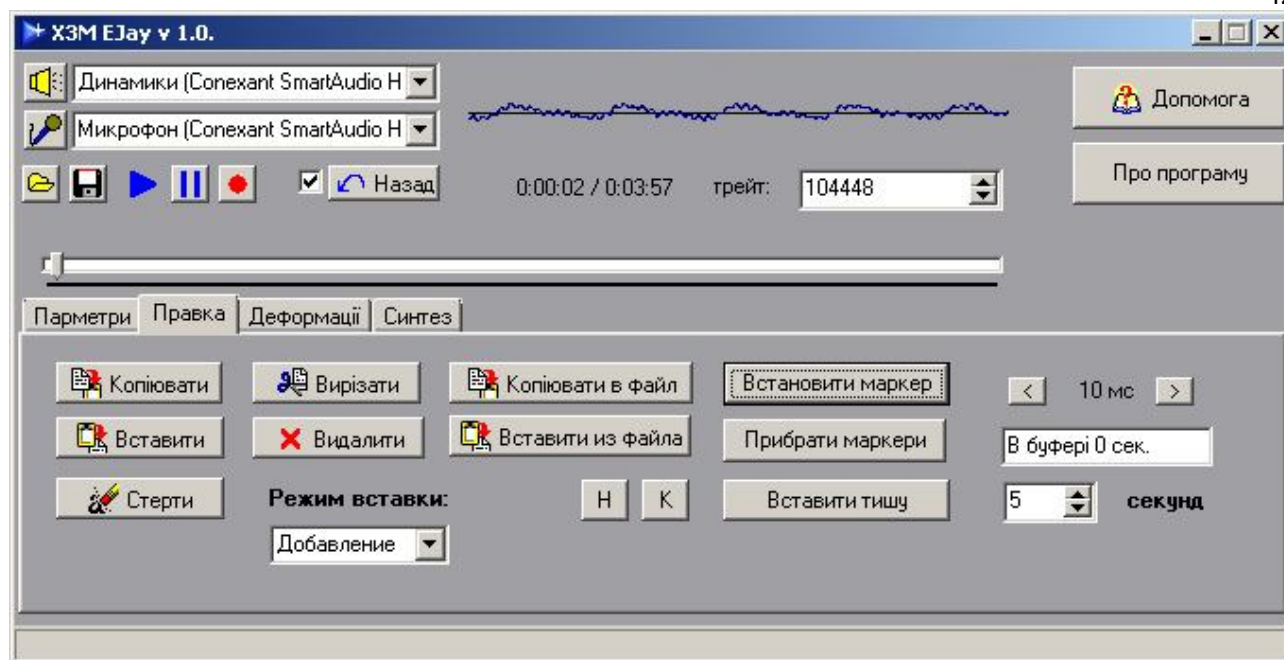 X3M EJay v 1.0.
Динамики (Conexant SmartAudio H
Допомога
Микрофон (Conexant SmartAudio H
Назад
0:00:02 / 0:03:57
трейт:
104448
Про програму
Парметри
Правка
Деформації
Синтез
Копіювати
Вирізати
Копіювати в файл
Встановити маркер
<
10 мс
>
Вставити
Видалити
Вставити из файла
Прибрати маркери
В буфері 0 сек.
Стерти
Режим вставки:
Н
К
Вставити тишу
5
секунд
Добавление